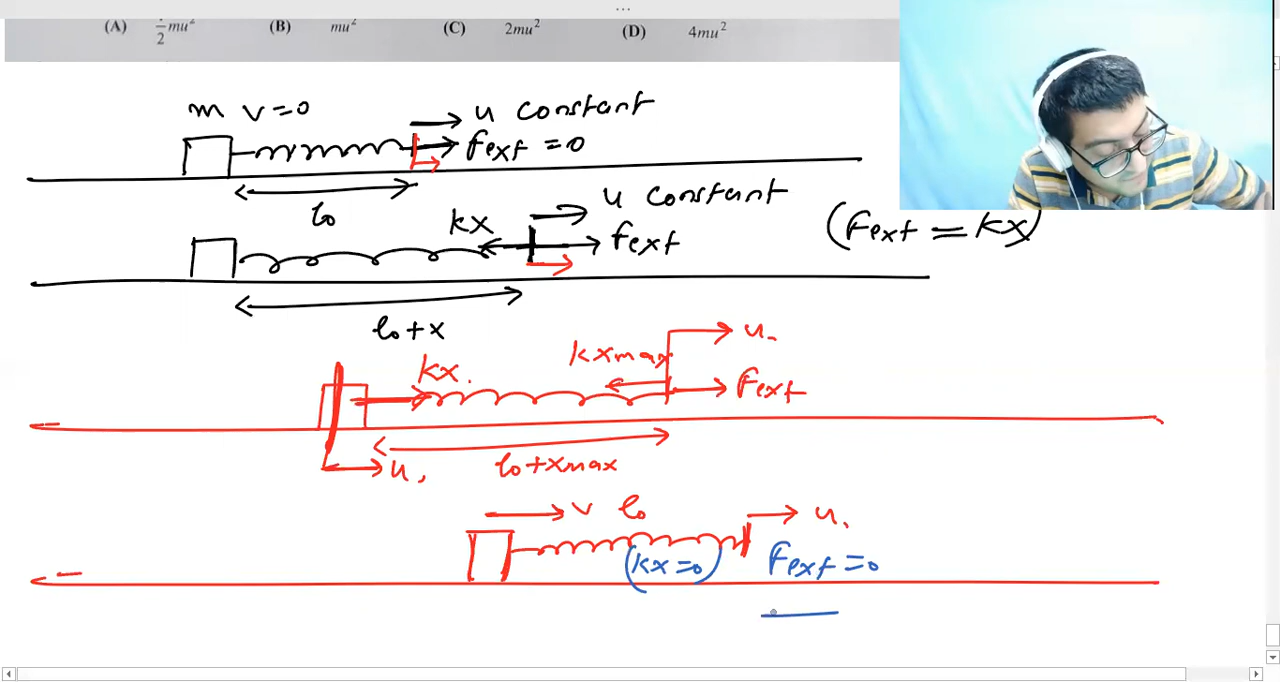 (A) 1/2 mu² (B) mu² (C) 2mu² (D) 4mu²
m v=0
u constant
Fext = 0
l₀
u constant
kx
Fext
(Fext = kx)
l₀+x
kxmax
u.
kx.
Fext
l₀+xmax
u,
v l₀
u,
(kx=0)
Fext=0